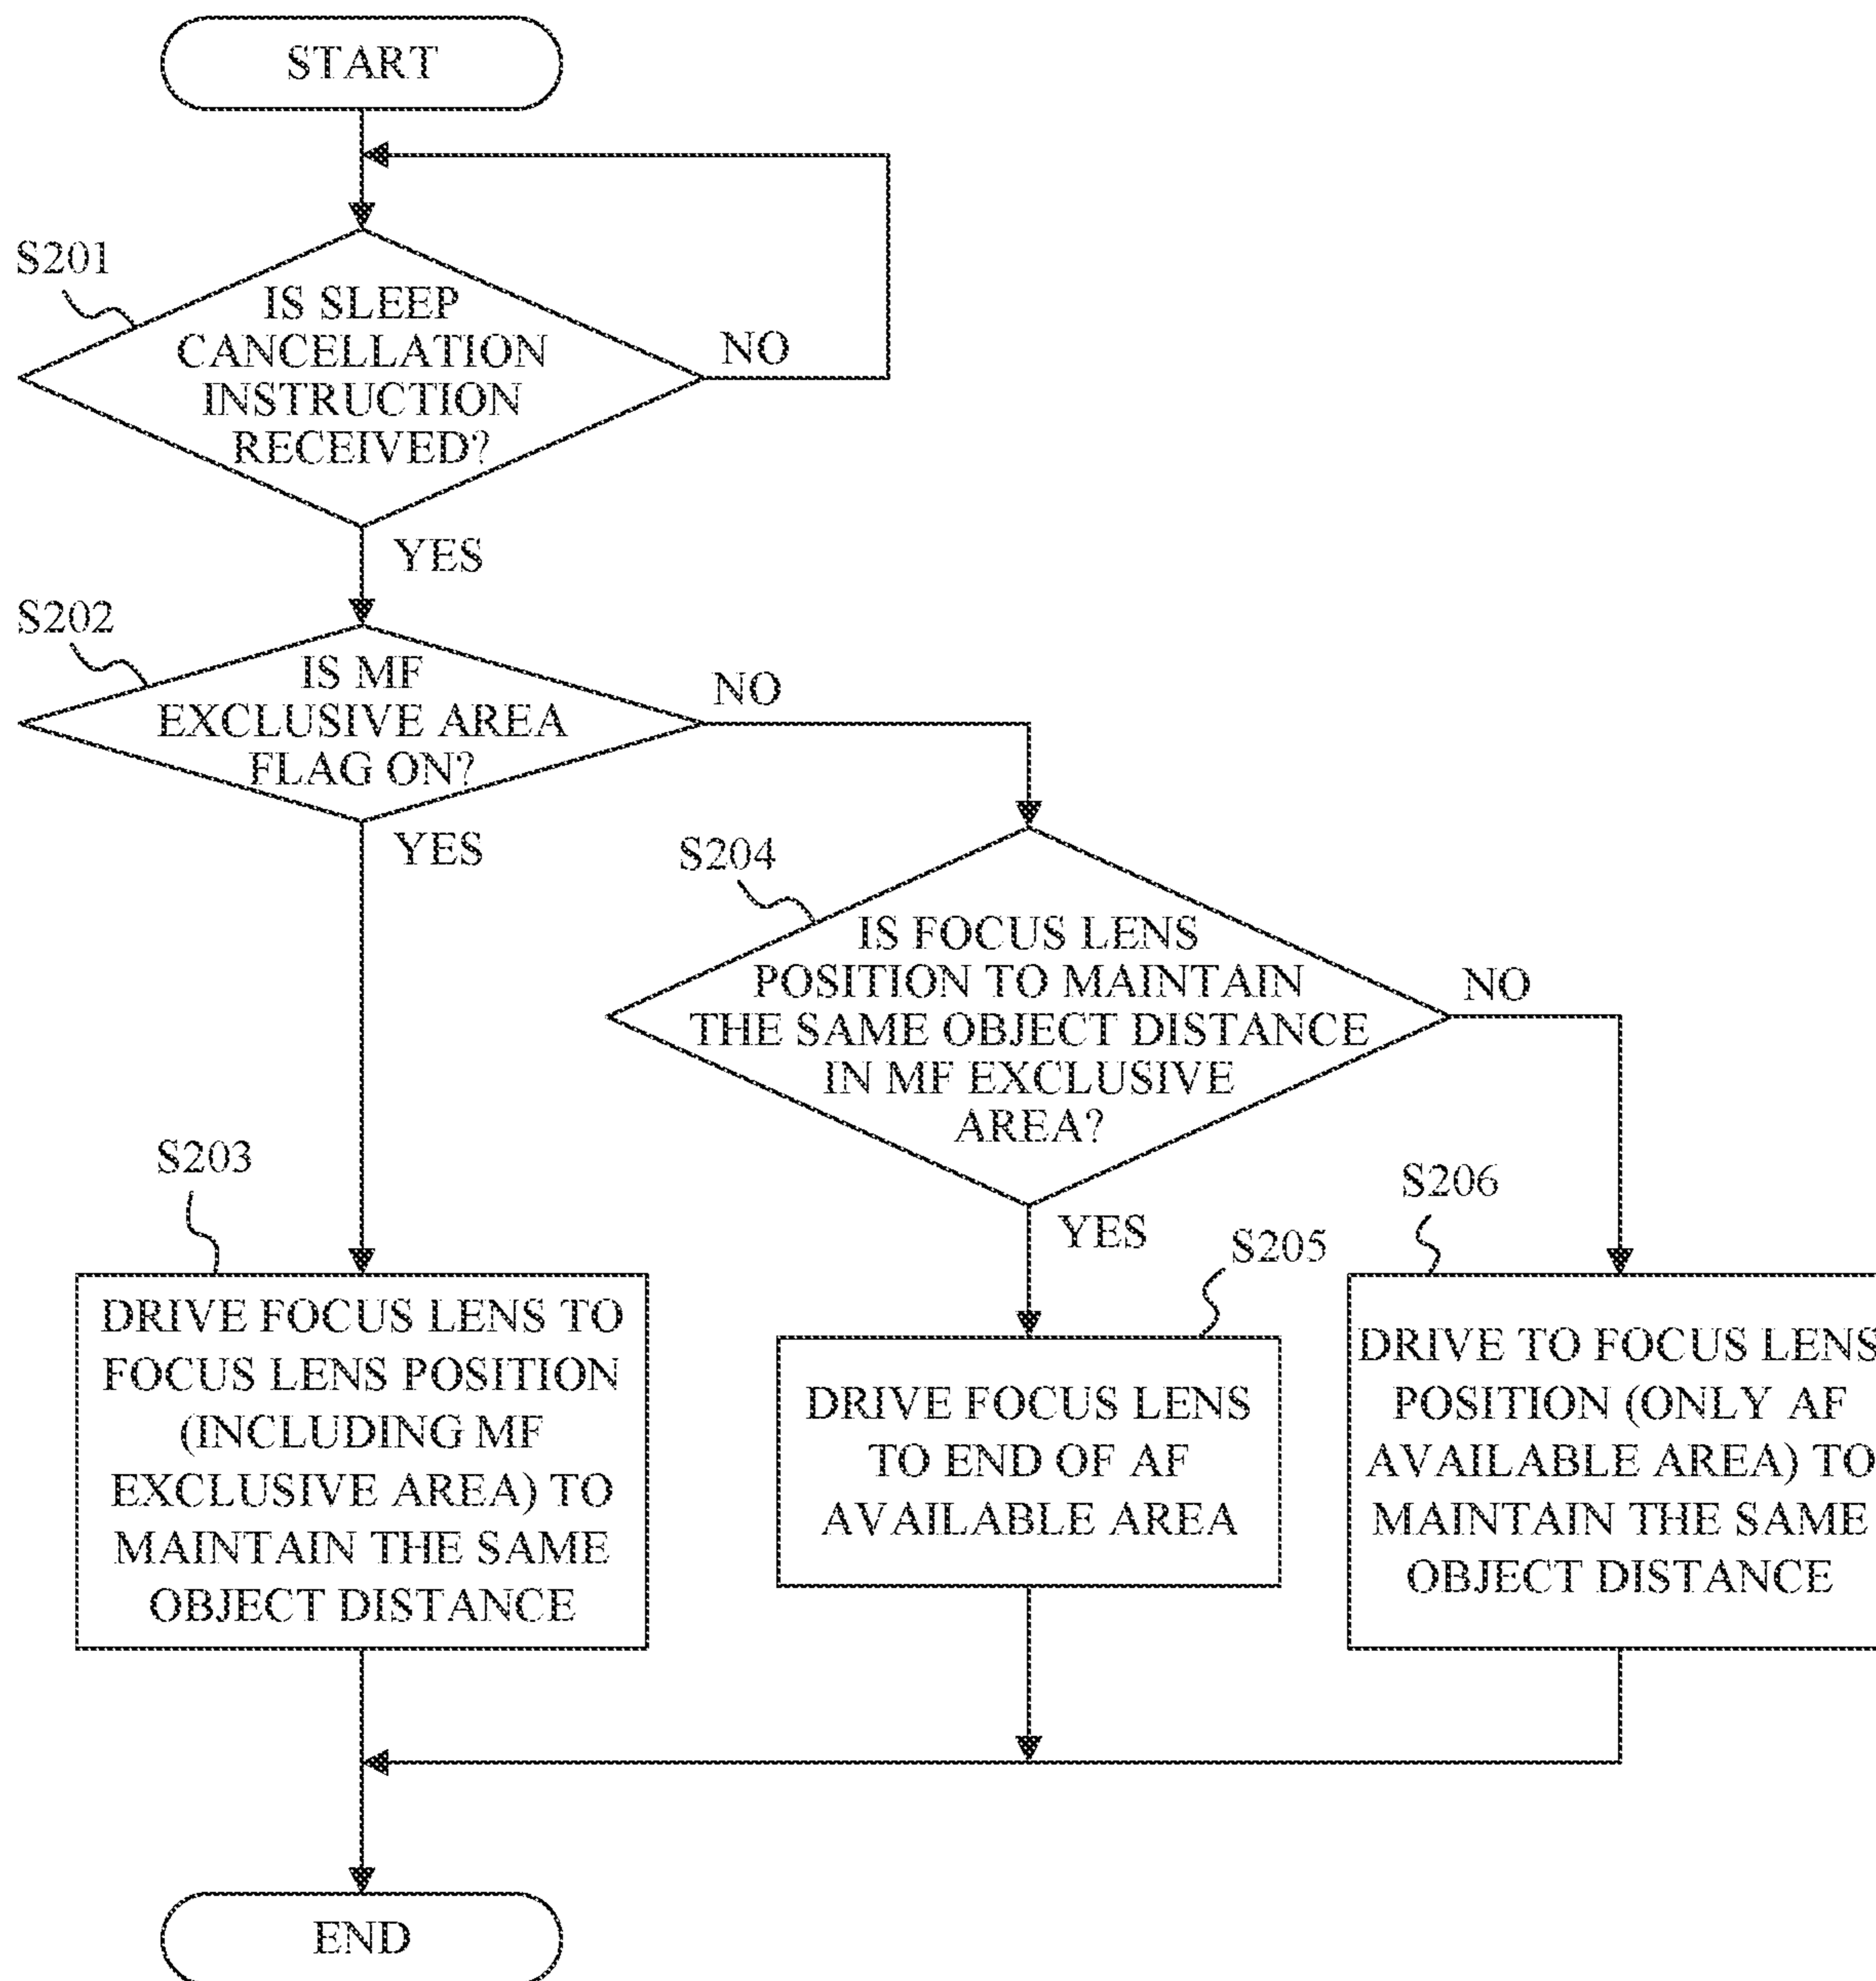 START
S201
IS SLEEP
CANCELLATION
INSTRUCTION
RECEIVED?
NO
YES
S202
IS MF
EXCLUSIVE AREA
FLAG ON?
NO
YES
S204
IS FOCUS LENS
POSITION TO MAINTAIN
THE SAME OBJECT DISTANCE
IN MF EXCLUSIVE
AREA?
NO
YES
S203
DRIVE FOCUS LENS TO
FOCUS LENS POSITION
(INCLUDING MF
EXCLUSIVE AREA) TO
MAINTAIN THE SAME
OBJECT DISTANCE
S205
DRIVE FOCUS LENS
TO END OF AF
AVAILABLE AREA
S206
DRIVE TO FOCUS LENS
POSITION (ONLY AF
AVAILABLE AREA) TO
MAINTAIN THE SAME
OBJECT DISTANCE
END